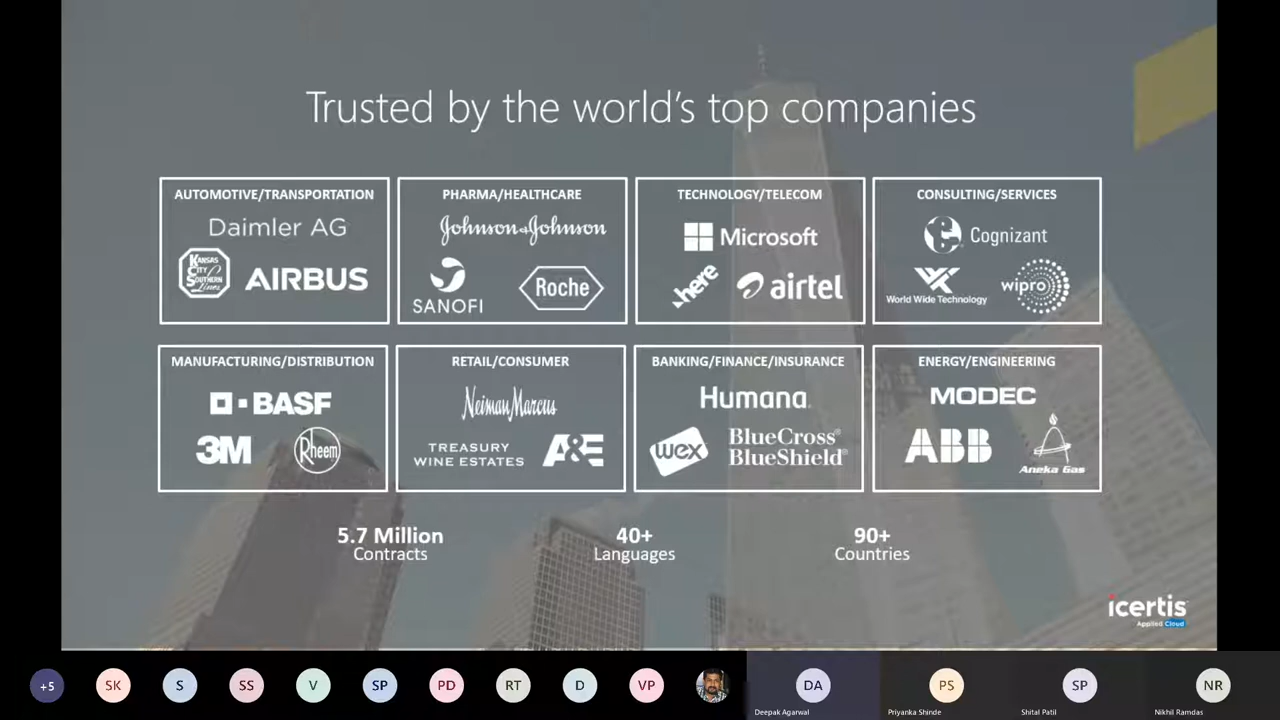 Trusted by the world's top companies
AUTOMOTIVE/TRANSPORTATION
Daimler AG
KANSAS
CITY
SOUTHERN
Lines
AIRBUS
PHARMA/HEALTHCARE
Johnson&Johnson
SANOFI
Roche
TECHNOLOGY/TELECOM
Microsoft
here
airtel
CONSULTING/SERVICES
Cognizant
World Wide Technology
wipro
MANUFACTURING/DISTRIBUTION
BASF
3M
Rheem
RETAIL/CONSUMER
Neiman Marcus
TREASURY
WINE ESTATES
A&E
BANKING/FINANCE/INSURANCE
Humana.
wex
BlueCross®
BlueShield®
ENERGY/ENGINEERING
MODEC
ABB
Aneka Gas
5.7 Million
Contracts
40+
Languages
90+
Countries
icertis
Applied Cloud
+5
SK
S
SS
V
SP
PD
RT
D
VP
DA
Deepak Agarwal
PS
Priyanka Shinde
SP
Shital Patil
NR
Nikhil Ramdas